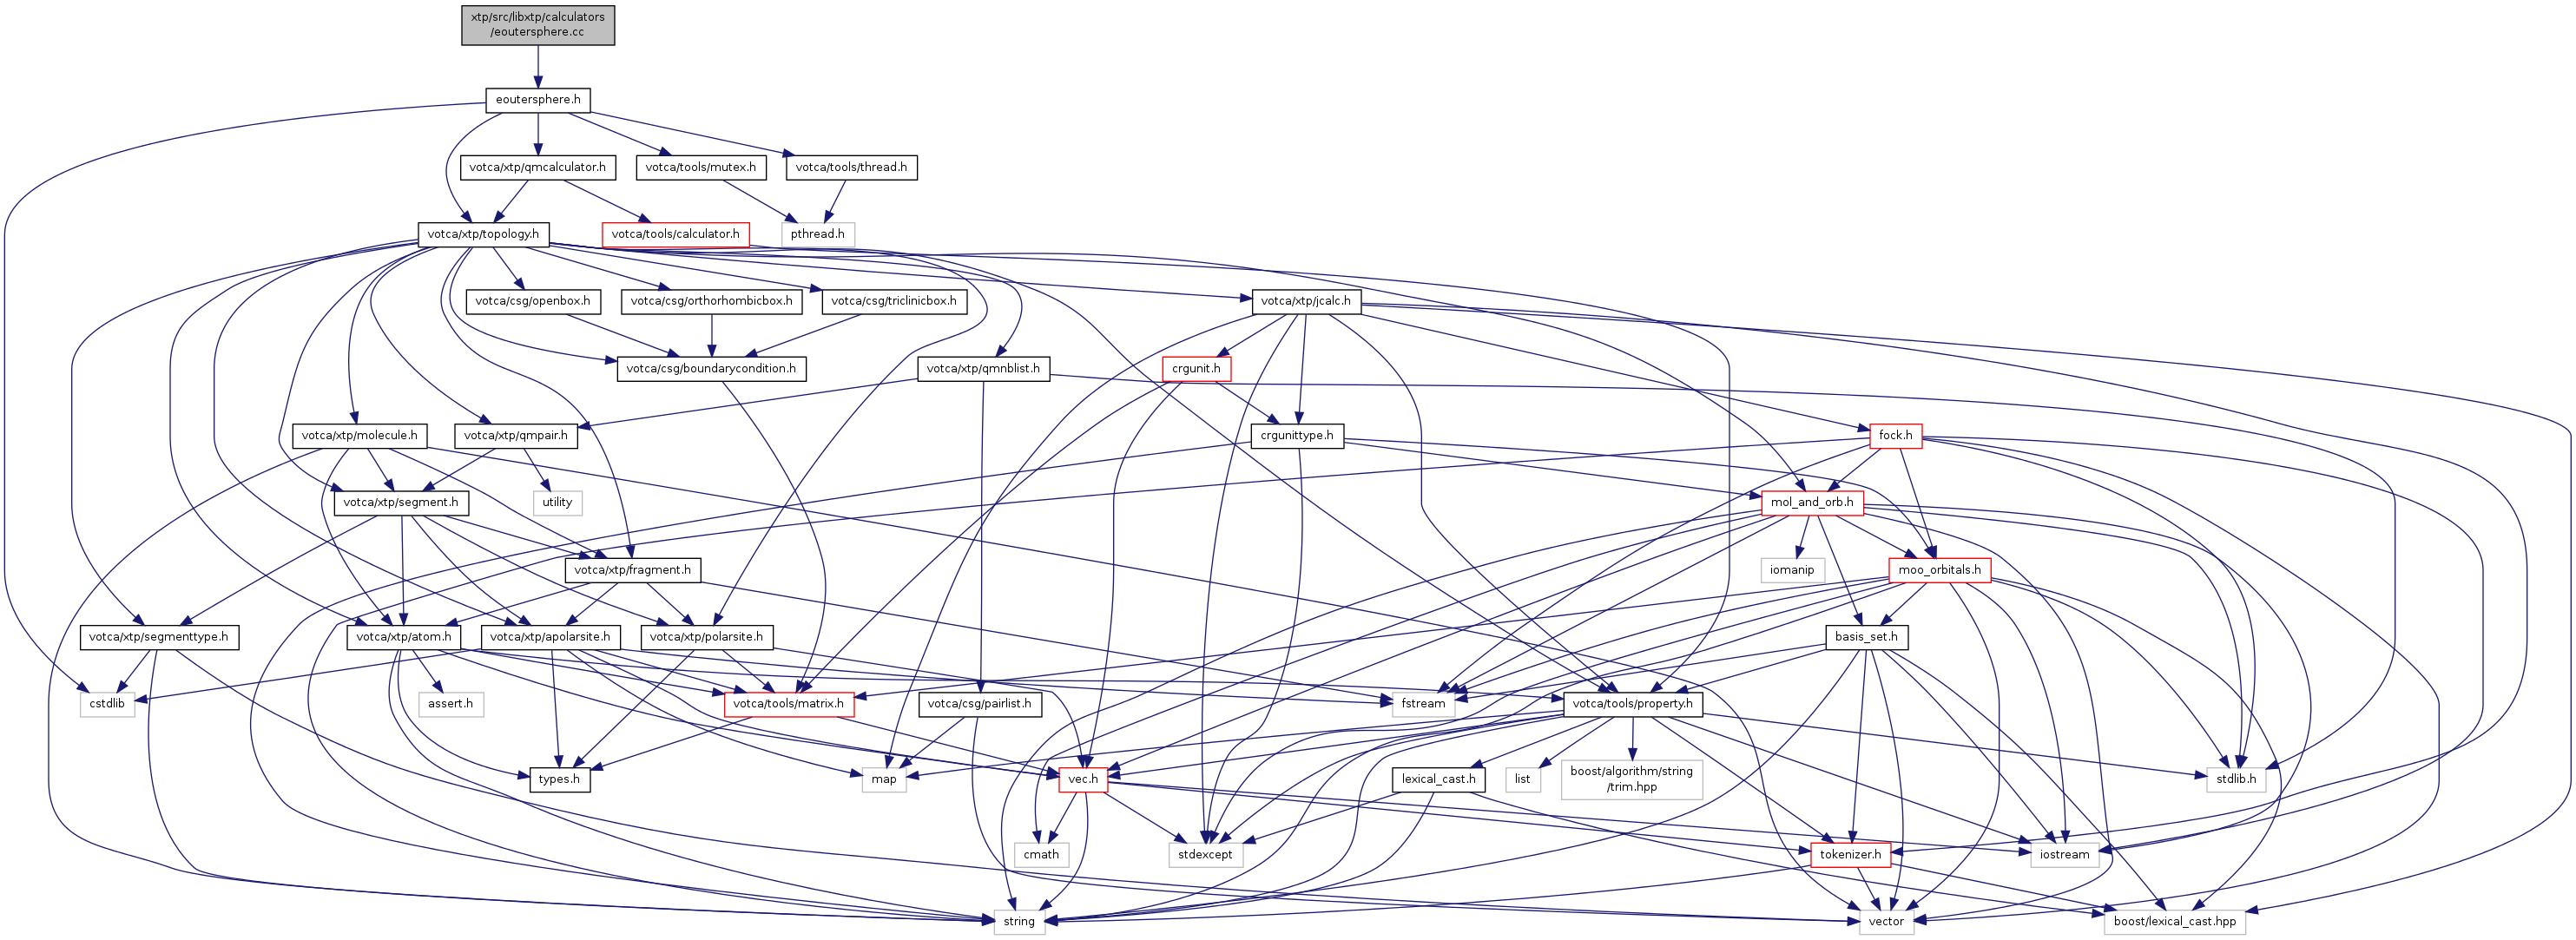 xtp/src/libxtp/calculators
/eoutersphere.cc
eoutersphere.h
votca/xtp/qmcalculator.h
votca/tools/mutex.h
votca/tools/thread.h
votca/xtp/topology.h
votca/tools/calculator.h
pthread.h
votca/csg/openbox.h
votca/csg/orthorhombicbox.h
votca/csg/triclinicbox.h
votca/xtp/jcalc.h
votca/csg/boundarycondition.h
votca/xtp/qmnblist.h
crgunit.h
votca/xtp/molecule.h
votca/xtp/qmpair.h
crgunittype.h
fock.h
votca/xtp/segment.h
utility
mol_and_orb.h
votca/xtp/fragment.h
iomanip
moo_orbitals.h
votca/xtp/segmenttype.h
votca/xtp/atom.h
votca/xtp/apolarsite.h
votca/xtp/polarsite.h
basis_set.h
cstdlib
assert.h
votca/tools/matrix.h
votca/csg/pairlist.h
fstream
votca/tools/property.h
types.h
map
vec.h
lexical_cast.h
list
boost/algorithm/string
/trim.hpp
stdlib.h
cmath
stdexcept
tokenizer.h
iostream
string
vector
boost/lexical_cast.hpp